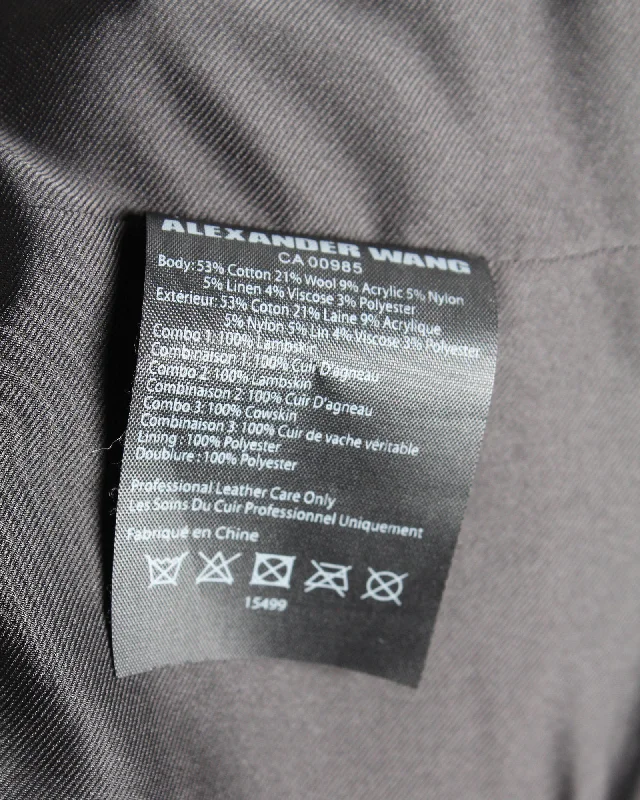 ALEXANDER WANG
CA 00985
Body: 53% Cotton 21% Wool 9% Acrylic 5% Nylon
5% Linen 4% Viscose 3% Polyester
Extérieur: 53% Coton 21% Laine 9% Acrylique
5% Nylon 5% Lin 4% Viscose 3% Polyester
Combo 1: 100% Lambskin
Combinaison 1: 100% Cuir D'agneau
Combo 2: 100% Lambskin
Combinaison 2: 100% Cuir D'agneau
Combo 3: 100% Cowskin
Combinaison 3: 100% Cuir de vache véritable
Lining : 100% Polyester
Doublure : 100% Polyester
Professional Leather Care Only
Les Soins Du Cuir Professionnel Uniquement
Fabriqué en Chine
15499